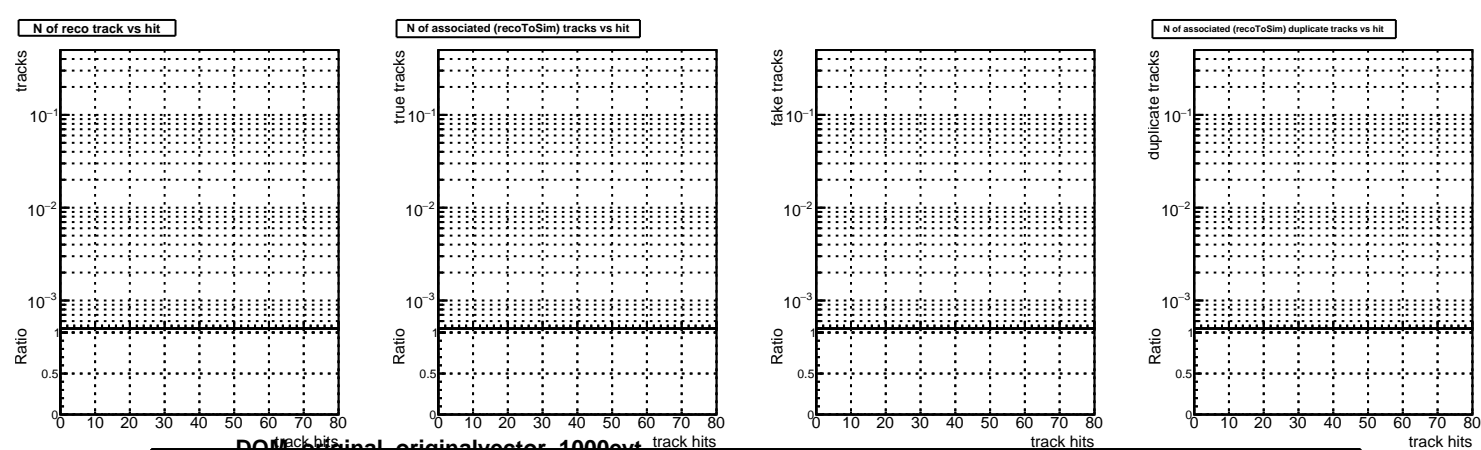 N of reco track vs hit
N of associated (recoToSim) tracks vs hit
N of associated (recoToSim) duplicate tracks vs hit
tracks
10−1
10−2
10−3
Ratio
1
0.5
0
0 10 20 30 40 50 60 70 80
track hits
true tracks
10−1
10−2
10−3
Ratio
1
0.5
0
0 10 20 30 40 50 60 70 80
track hits
fake tracks
10−1
10−2
10−3
Ratio
1
0.5
0
0 10 20 30 40 50 60 70 80
track hits
duplicate tracks
10−1
10−2
10−3
Ratio
1
0.5
0
0 10 20 30 40 50 60 70 80
track hits